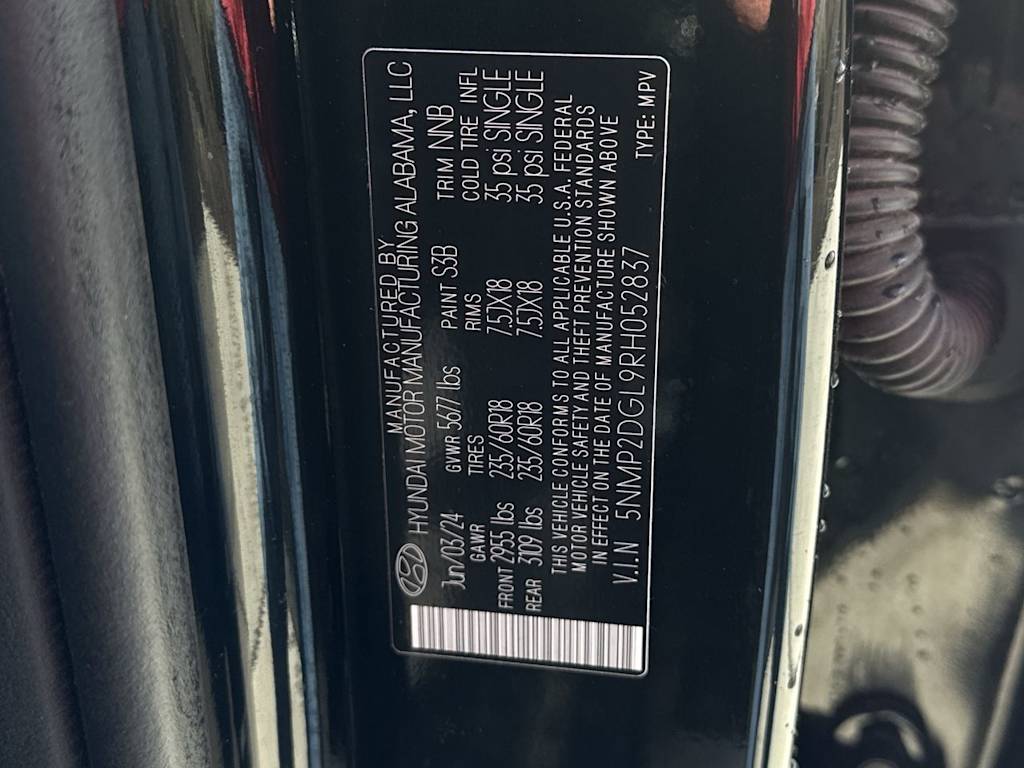 MANUFACTURED BY
HYUNDAI MOTOR MANUFACTURING ALABAMA, LLC
Jun/03/24 GVWR 5677 lbs PAINT S3B TRIM NNB
GAWR TIRES RIMS COLD TIRE INFL
FRONT 2955 lbs 235/60R18 7.5JX18 35 psi SINGLE
REAR 3109 lbs 235/60R18 7.5JX18 35 psi SINGLE
THIS VEHICLE CONFORMS TO ALL APPLICABLE U.S.A. FEDERAL
MOTOR VEHICLE SAFETY AND THEFT PREVENTION STANDARDS
IN EFFECT ON THE DATE OF MANUFACTURE SHOWN ABOVE
V.I.N 5NMP2DGL9RH052837 TYPE: MPV